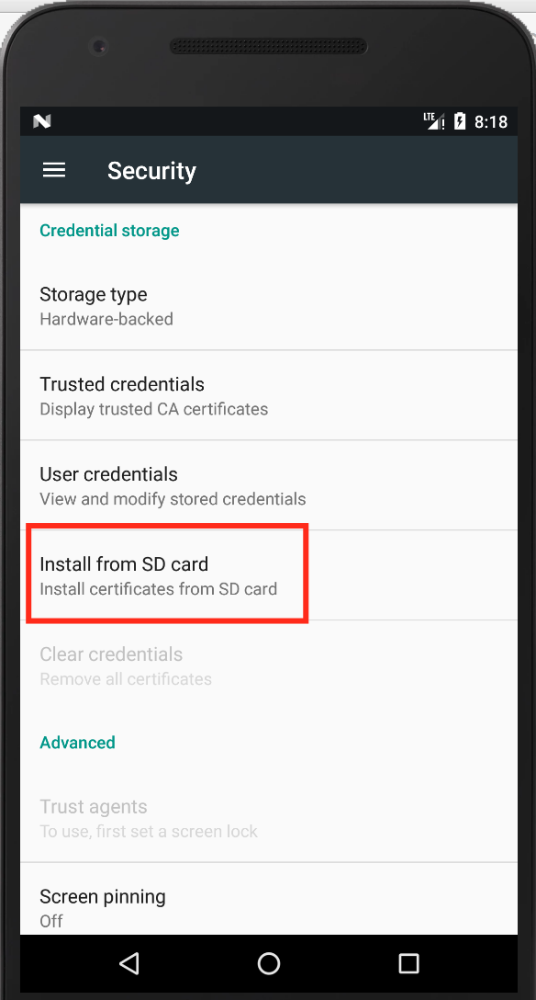 LTE 8:18
Security
Credential storage
Storage type
Hardware-backed
Trusted credentials
Display trusted CA certificates
User credentials
View and modify stored credentials
Install from SD card
Install certificates from SD card
Clear credentials
Remove all certificates
Advanced
Trust agents
To use, first set a screen lock
Screen pinning
Off